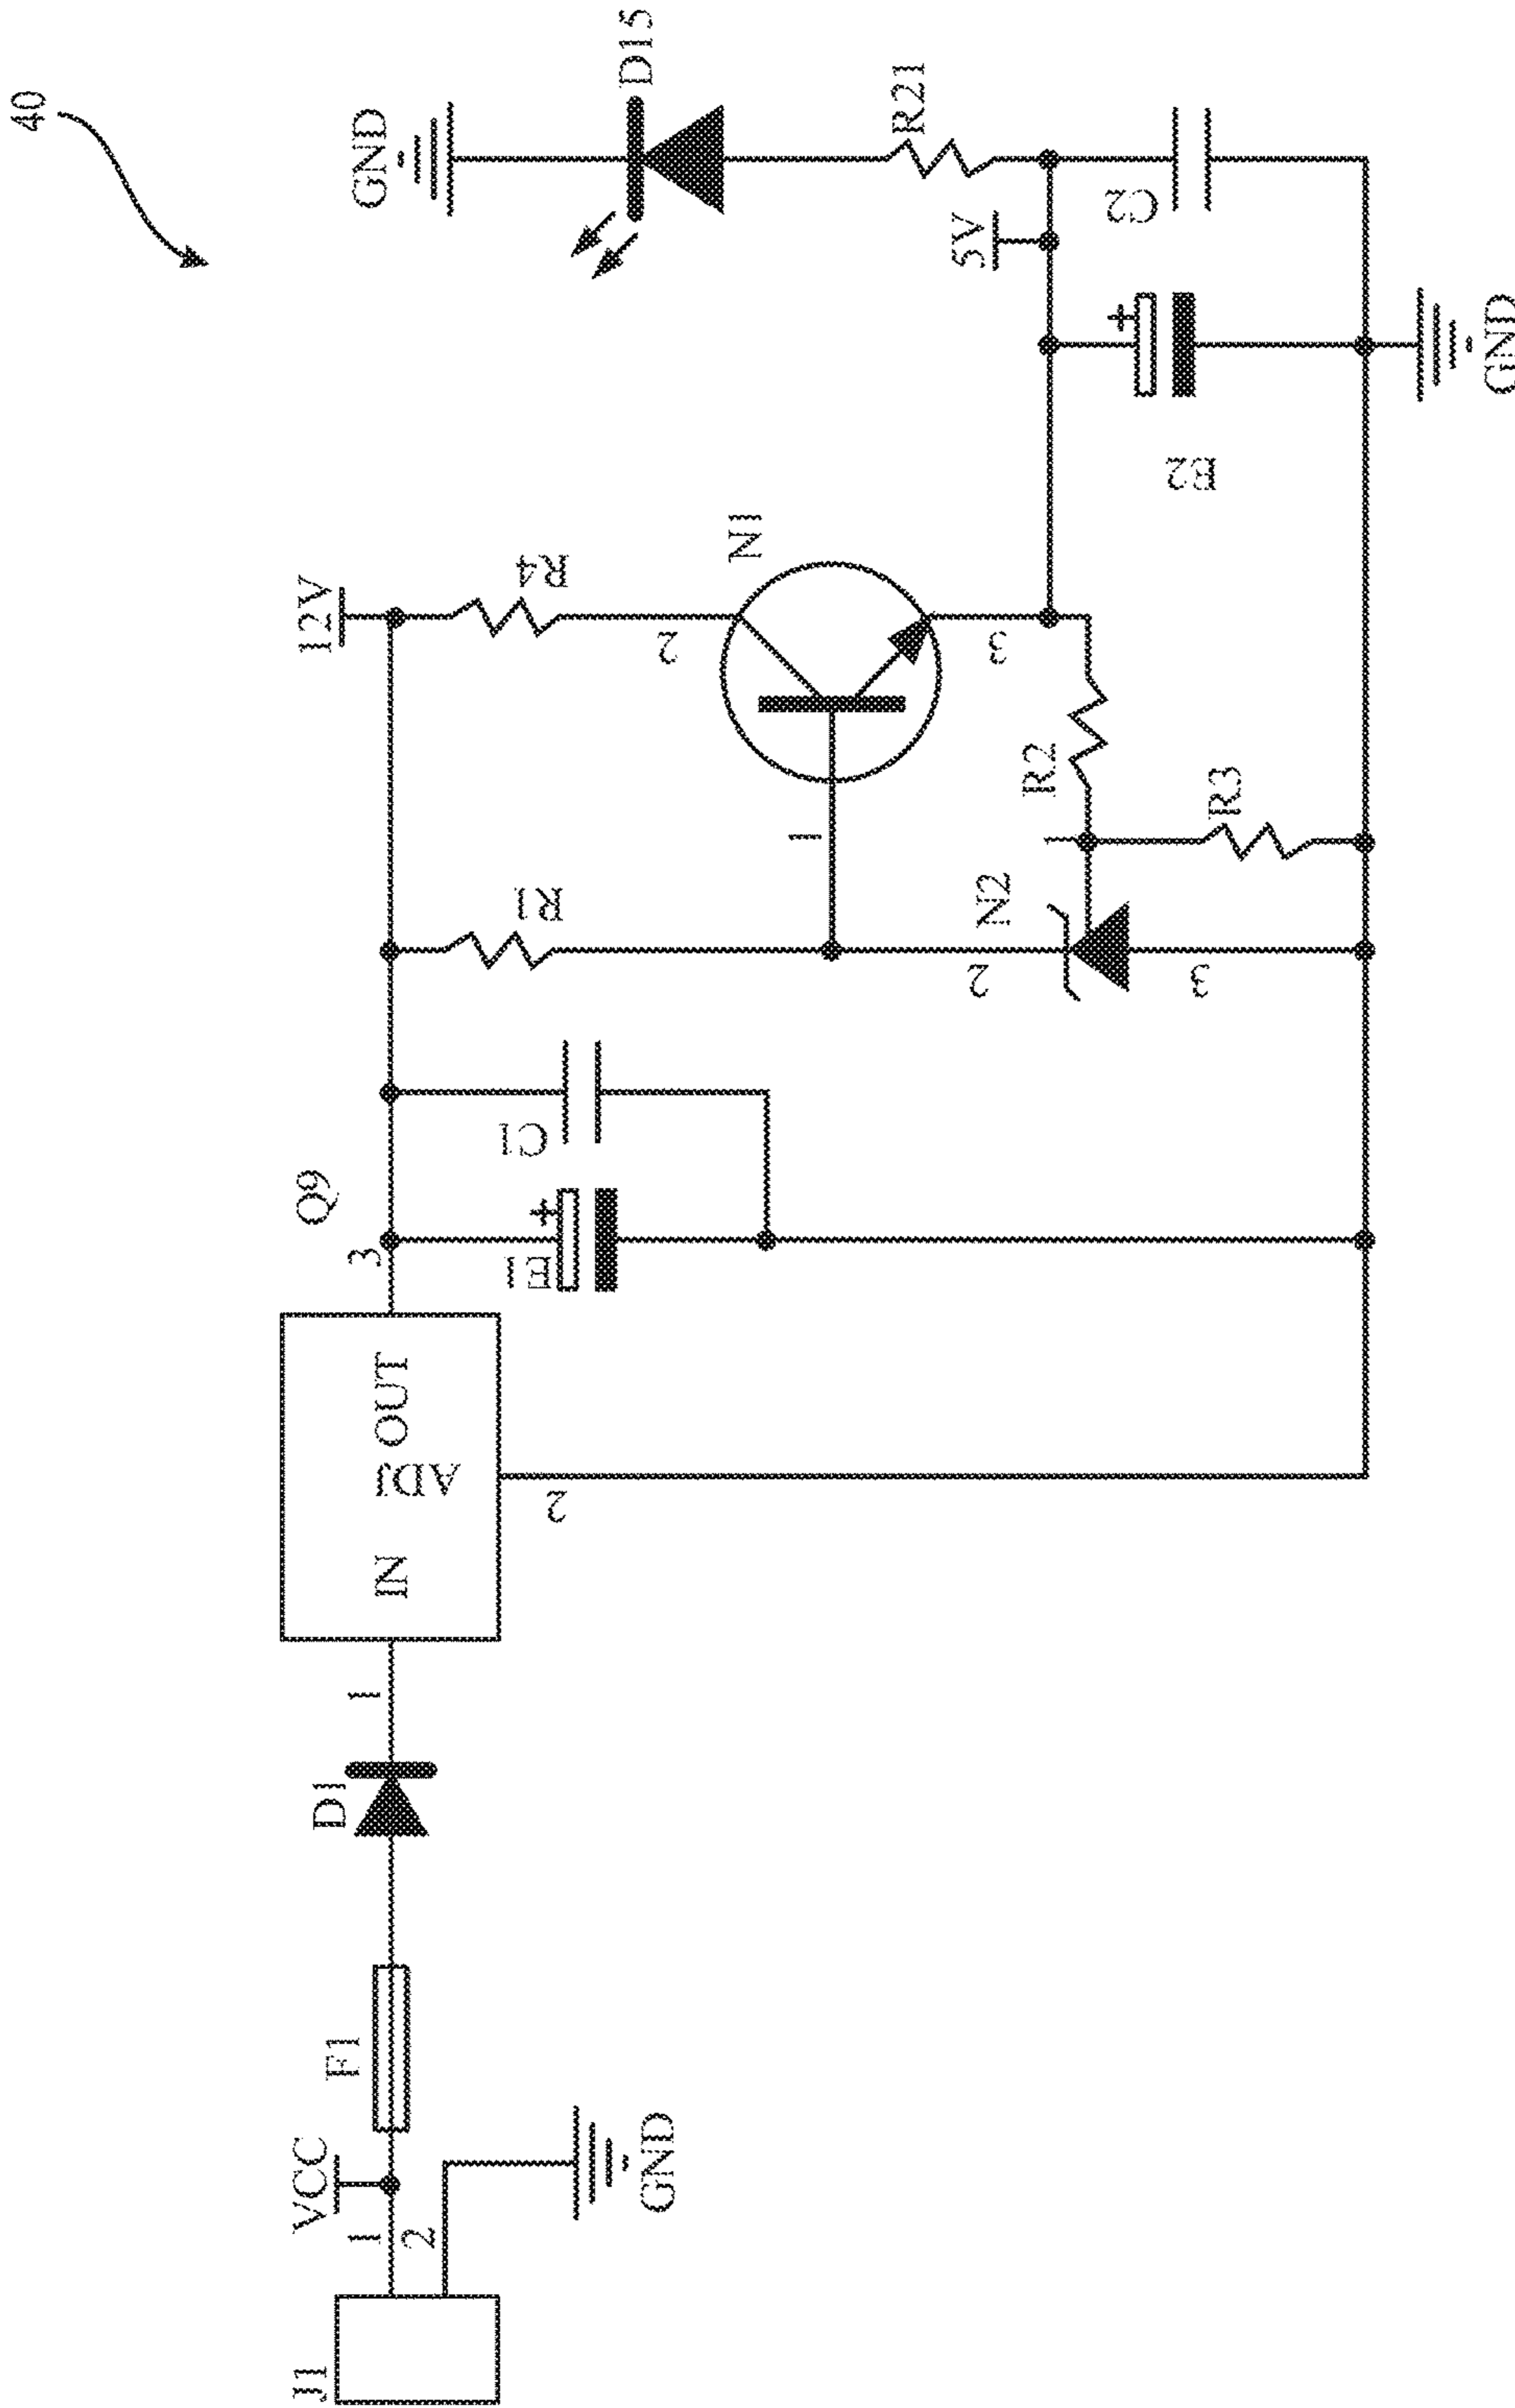 40
J1
1
2
VCC
GND
F1
D1
1
IN
ADJ
OUT
2
3
Q9
E1
C1
R1
12V
R4
2
N1
1
3
N2
2
3
1
R2
R3
E2
5V
C2
R21
D15
GND
GND